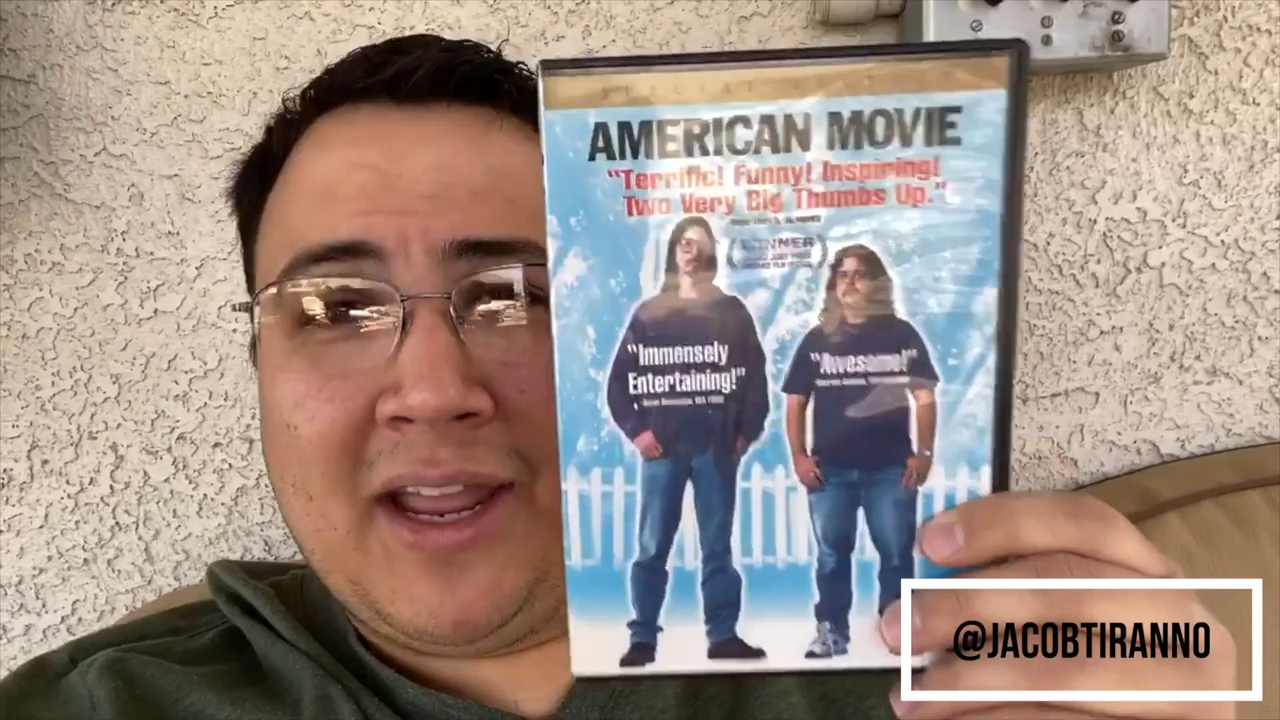 AMERICAN MOVIE
"Terrific! Funny! Inspiring!
Two Very Big Thumbs Up."
WINNER
"Immensely
Entertaining!"
"Awesome!"
@JACOBTIRANNO